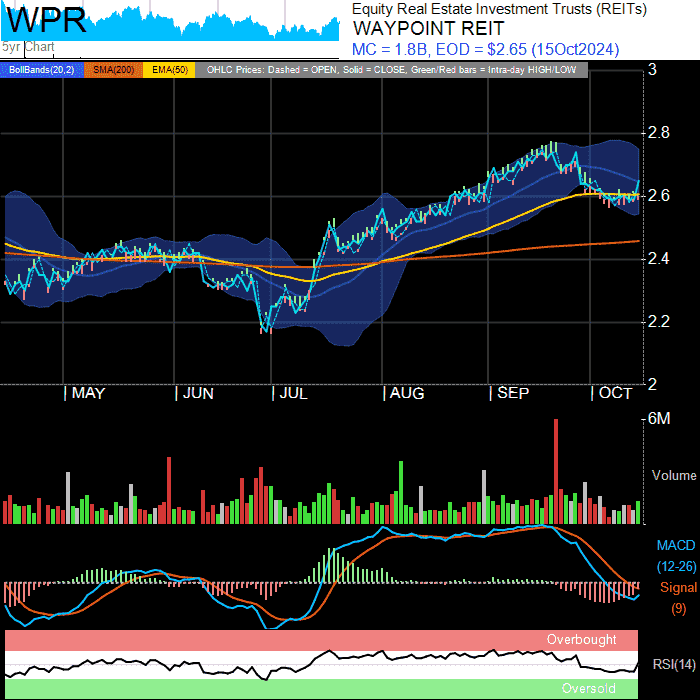 WPR
5yr Chart
Equity Real Estate Investment Trusts (REITs)
WAYPOINT REIT
MC = 1.8B, EOD = $2.65 (15Oct2024)
BollBands(20,2) SMA(200) EMA(50) OHLC Prices: Dashed = OPEN, Solid = CLOSE, Green/Red bars = Intra-day HIGH/LOW
3
2.8
2.6
2.4
2.2
2
MAY JUN JUL AUG SEP OCT
6M
Volume
MACD
(12-26)
Signal
(9)
Overbought
RSI(14)
Oversold